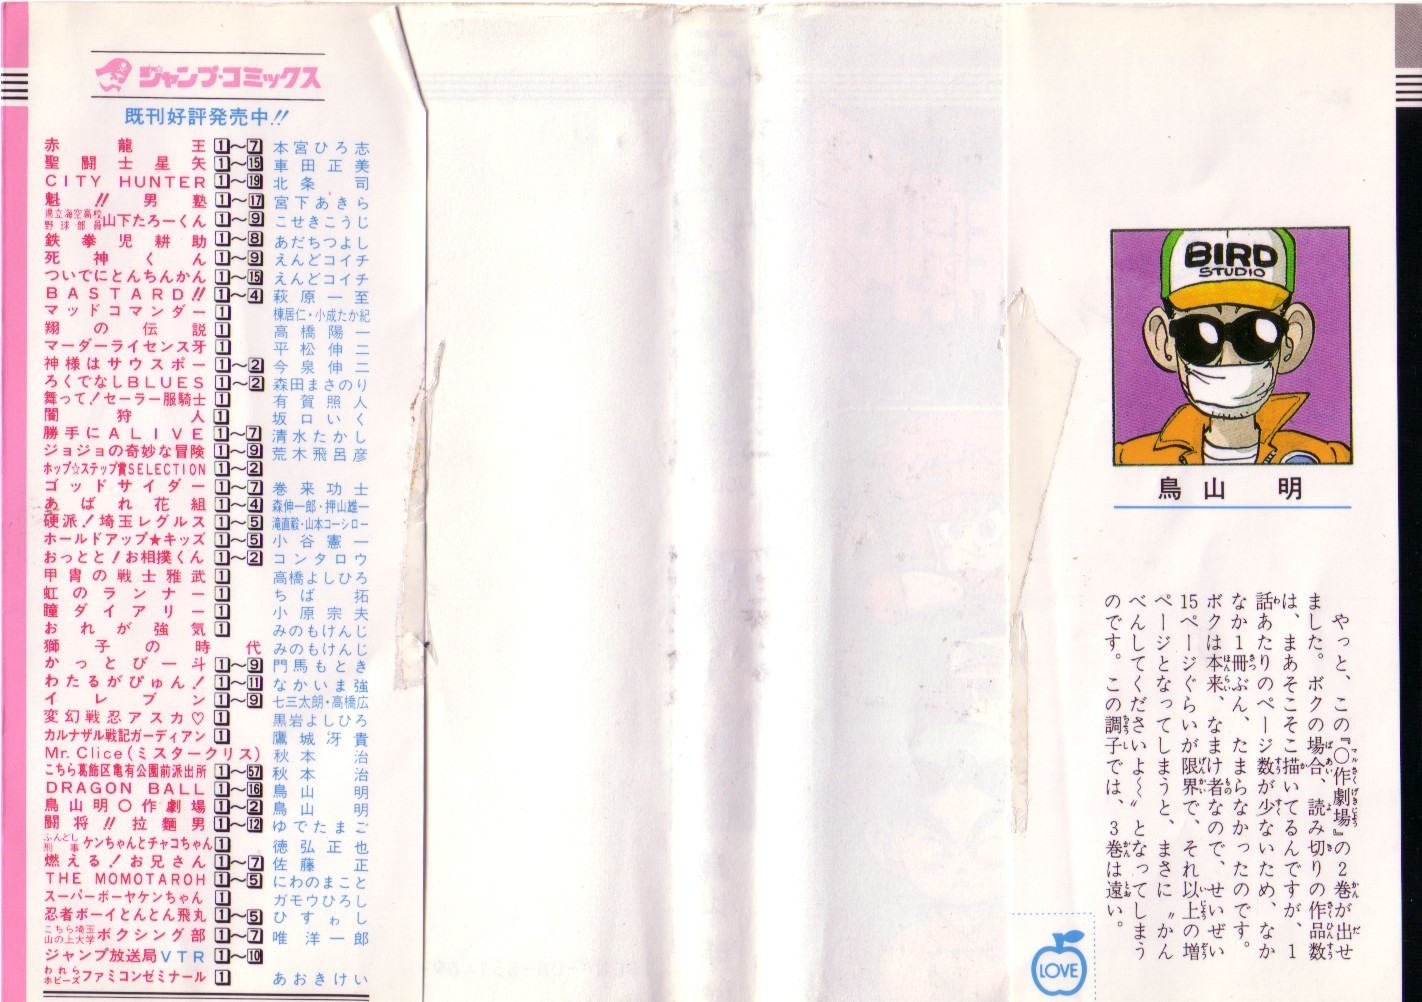 ジャンプ・コミックス
既刊好評発売中!!
赤龍王 1〜7 本宮ひろ志
聖闘士星矢 1〜15 車田正美
CITY HUNTER 1〜19 北条司
魁!!男塾 1〜17 宮下あきら
県立海空高校野球部員山下たろーくん 1〜9 こせきこうじ
鉄拳児耕助 1〜8 あだちつよし
死神くん 1〜9 えんどコイチ
ついでにとんちんかん 1〜15 えんどコイチ
BASTARD!! 1〜4 萩原一至
マッドコマンダー 1 棟居仁・小成たか紀
翔の伝説 1 高橋陽一
マーダーライセンス牙 1 平松伸二
神様はサウスポー 1〜2 今泉伸二
ろくでなしBLUES 1〜2 森田まさのり
舞って!セーラー服騎士 1 有賀照人
闇狩人 1 坂口いく
勝手にALIVE 1〜7 清水たかし
ジョジョの奇妙な冒険 1〜9 荒木飛呂彦
ホップ☆ステップ賞SELECTION 1〜2
ゴッドサイダー 1〜7 巻来功士
あばれ花組 1〜4 森伸一郎・押山雄一
硬派!埼玉レグルス 1〜5 滝直毅・山本コーシロー
ホールドアップ★キッズ 1〜5 小谷憲一
おっとと!お相撲くん 1〜2 コンタロウ
甲冑の戦士雅武 1 高橋よしひろ
虹のランナー 1 ちば拓
瞳ダイアリー 1 小原宗夫
おれが強気 1 みのもけんじ
獅子の時代 みのもけんじ
かっとび一斗 1〜9 門馬もとき
わたるがぴゅん! 1〜11 なかいま強
イレブン 1〜9 七三太朗・高橋広
変幻戦忍アスカ♡ 1 黒岩よしひろ
カルナザル戦記ガーディアン 1 鷹城冴貴
Mr.Clice(ミスタークリス) 秋本治
こちら葛飾区亀有公園前派出所 1〜57 秋本治
DRAGON BALL 1〜16 鳥山明
鳥山明○作劇場 1〜2 鳥山明
闘将!!拉麵男 1〜12 ゆでたまご
ふんどし刑事ケンちゃんとチャコちゃん 1 徳弘正也
燃える!お兄さん 1〜7 佐藤正
THE MOMOTAROH 1〜5 にわのまこと
スーパーボーヤケンちゃん 1 ガモウひろし
忍者ボーイとんとん飛丸 1〜5 ひすゎし
こちら埼玉山の上大学ボクシング部 1〜7 唯洋一郎
ジャンプ放送局VTR 1〜10
われらホビーズファミコンゼミナール 1 あおきけい
BIRD
STUDIO
鳥山 明
やっと、この『○作劇場』の2巻が出せ
ました。ボクの場合、読み切りの作品数
は、まあそこそこ描いてるんですが、1
話あたりのページ数が少ないため、なか
なか1冊ぶん、たまらなかったのです。
ボクは本来、なまけ者なので、せいぜい
15ページぐらいが限界で、それ以上の増
ページとなってしまうと、まさに〝かん
べんしてくださいよ〜〟となってしまう
のです。この調子では、3巻は遠い。
LOVE